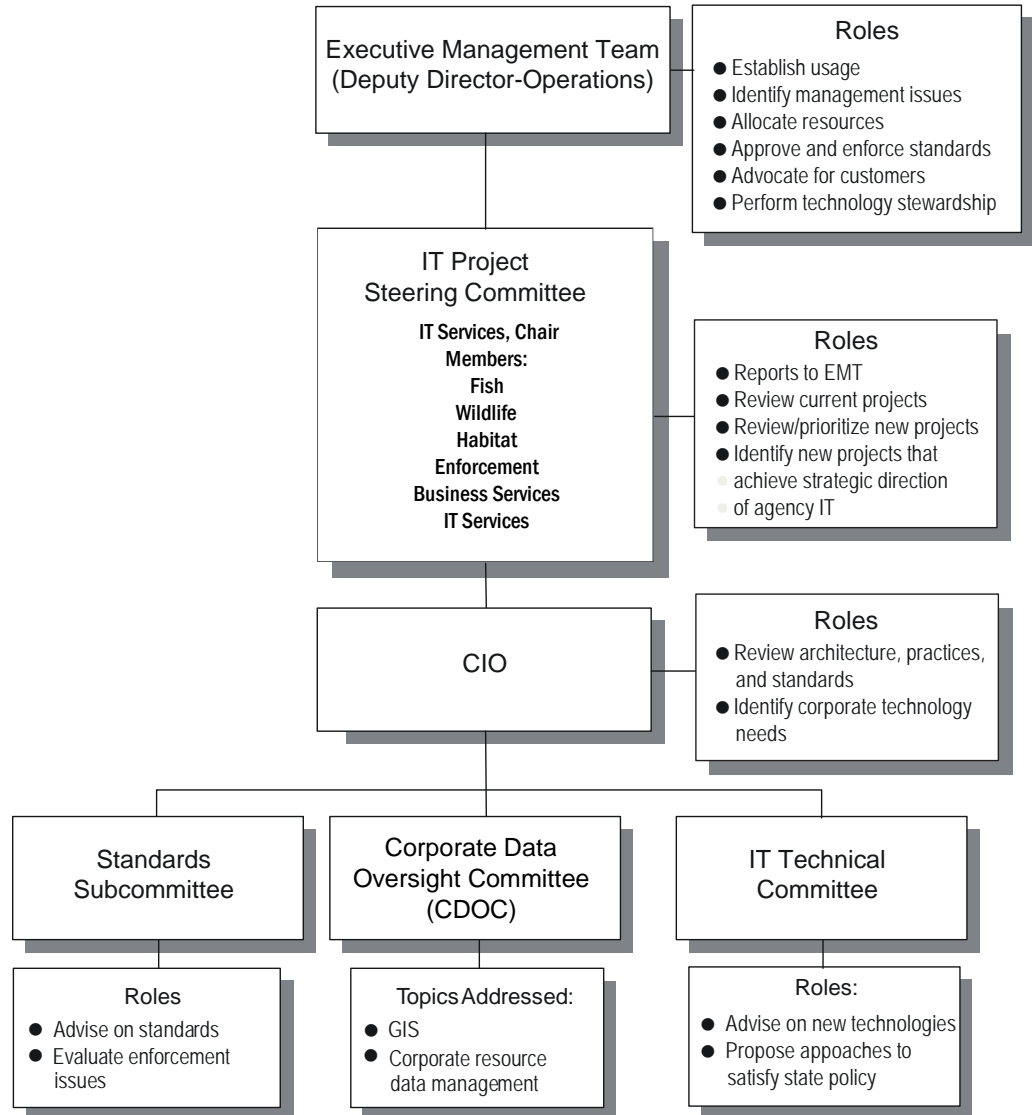 Executive Management Team
(Deputy Director-Operations)
Roles
● Establish usage
● Identify management issues
● Allocate resources
● Approve and enforce standards
● Advocate for customers
● Perform technology stewardship
IT Project
Steering Committee
IT Services, Chair
Members:
Fish
Wildlife
Habitat
Enforcement
Business Services
IT Services
Roles
● Reports to EMT
● Review current projects
● Review/prioritize new projects
● Identify new projects that
● achieve strategic direction
● of agency IT
CIO
Roles
● Review architecture, practices,
and standards
● Identify corporate technology
needs
Standards
Subcommittee
Roles
● Advise on standards
● Evaluate enforcement
issues
Corporate Data
Oversight Committee
(CDOC)
Topics Addressed:
● GIS
● Corporate resource
data management
IT Technical
Committee
Roles:
● Advise on new technologies
● Propose appoaches to
satisfy state policy